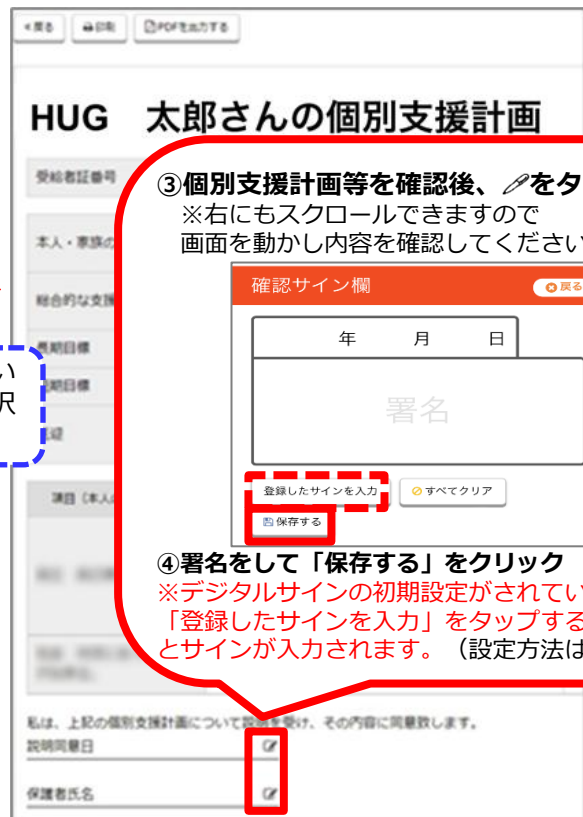 <戻る 印刷 PDFを出力する
HUG 太郎さんの個別支援計画
受給者証番号
本人・家族の
総合的な支援
長期目標
期目標
項目（本人
い
択
③個別支援計画等を確認後、をタ
※右にもスクロールできますので
画面を動かし内容を確認してください
確認サイン欄 戻る
年 月 日
署名
登録したサインを入力 すべてクリア
保存する
④署名をして「保存する」をクリック
※デジタルサインの初期設定がされてい
「登録したサインを入力」をタップする
とサインが入力されます。（設定方法は
私は、上記の個別支援計画について説明を受け、その内容に同意致します。
説明同意日
保護者氏名